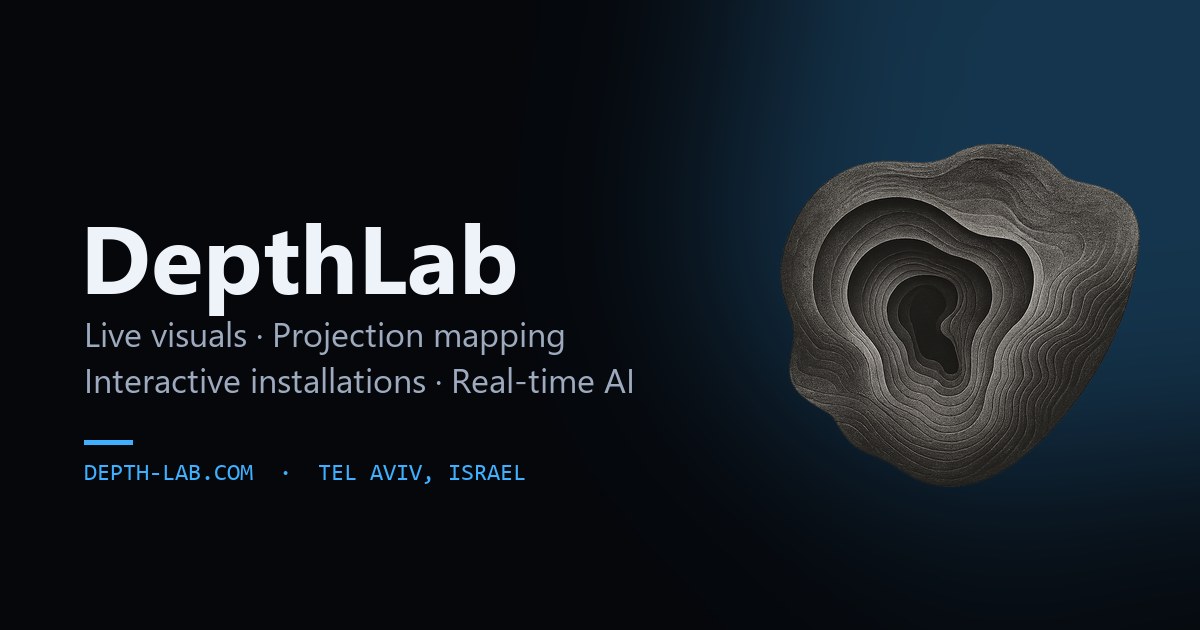 DepthLab
Live visuals · Projection mapping
Interactive installations · Real-time AI
DEPTH-LAB.COM · TEL AVIV, ISRAEL